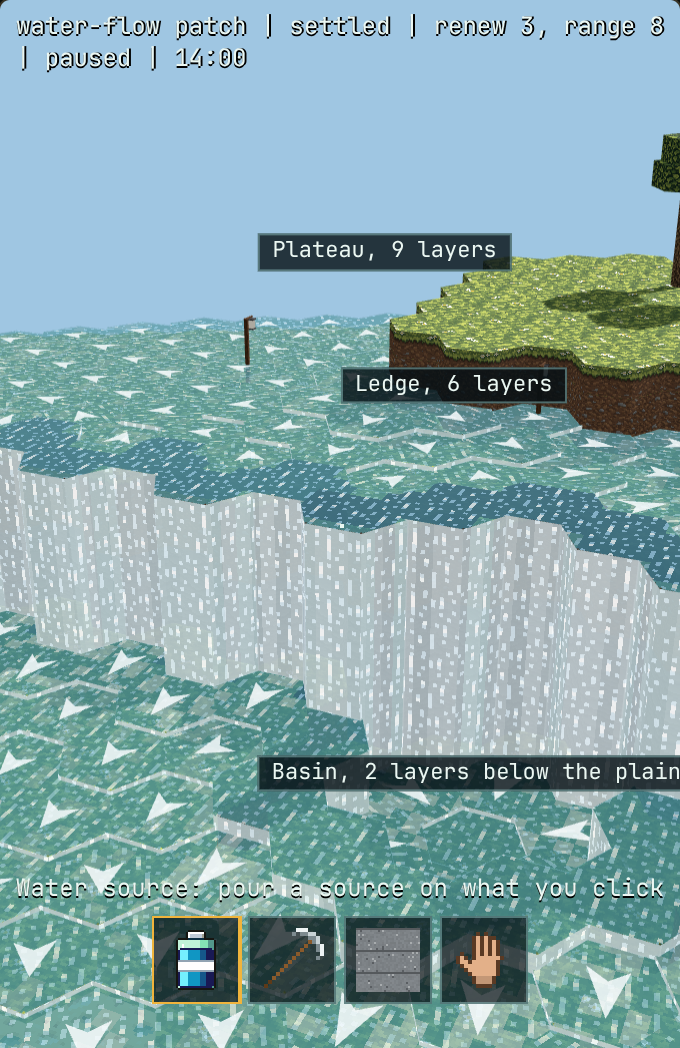 water-flow patch | settled | renew 3, range 8
| paused | 14:00
Plateau, 9 layers
Ledge, 6 layers
Basin, 2 layers below the plain
Water source: pour a source on what you click